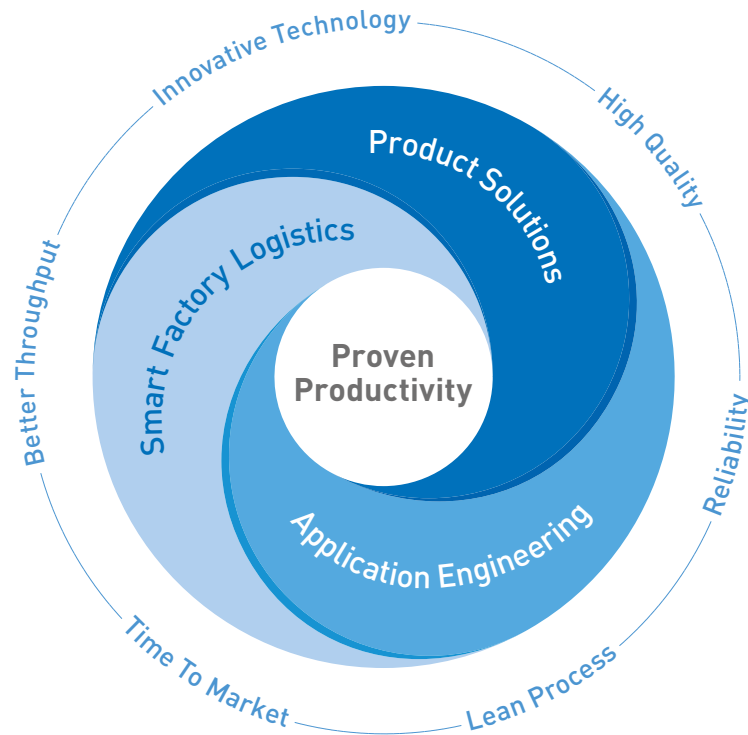 Innovative Technology
High Quality
Reliability
Lean Process
Time To Market
Better Throughput
Product Solutions
Application Engineering
Smart Factory Logistics
Proven
Productivity